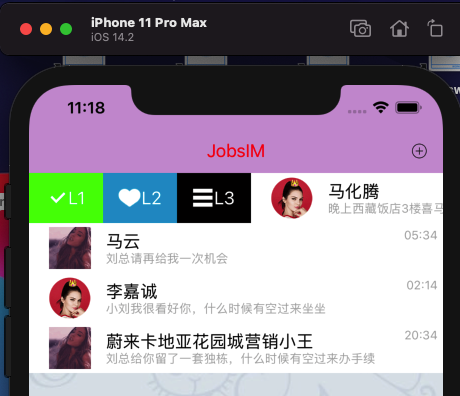 iPhone 11 Pro Max
iOS 14.2
11:18
JobsIM
L1 L2 L3
马化腾
晚上西藏饭店3楼喜马
马云 05:34
刘总请再给我一次机会
李嘉诚 02:14
小刘我很看好你，什么时候有空过来坐坐
蔚来卡地亚花园城营销小王 20:34
刘总给你留了一套独栋，什么时候有空过来办手续